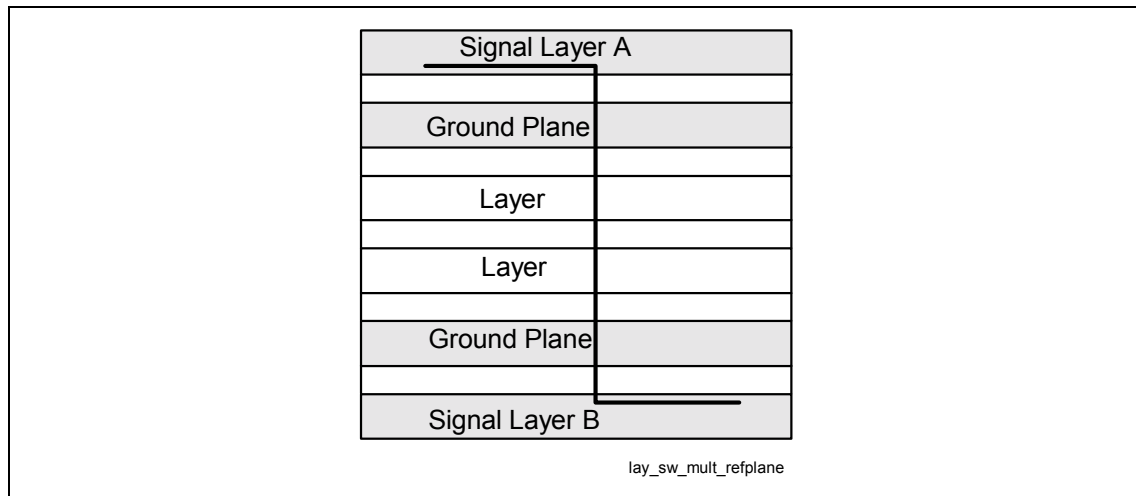 Signal Layer A
Ground Plane
Layer
Layer
Ground Plane
Signal Layer B
lay_sw_mult_refplane